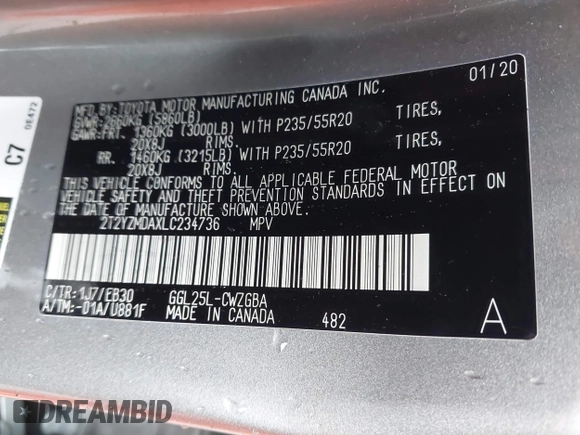 MFD. BY: TOYOTA MOTOR MANUFACTURING CANADA INC. 01/20
GVWR: 2660KG (5860LB)
GAWR:FRT. 1360KG (3000LB) WITH P235/55R20 TIRES,
20X8J RIMS.
RR. 1460KG (3215LB) WITH P235/55R20 TIRES,
20X8J RIMS.
THIS VEHICLE CONFORMS TO ALL APPLICABLE FEDERAL MOTOR
VEHICLE SAFETY AND THEFT PREVENTION STANDARDS IN EFFECT ON
THE DATE OF MANUFACTURE SHOWN ABOVE.
2T2YZMDAXLC234736 MPV
C/TR: 1J7/EB30 GGL25L-CWZGBA
A/TM:-01A/U881F MADE IN CANADA 482 A
C7
0E472
DREAMBID